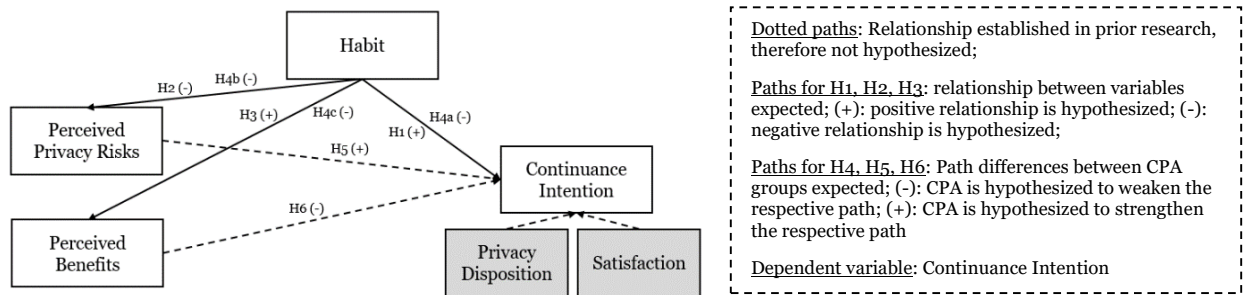 Habit
H2 (-)
H4b (-)
H3 (+)
H4c (-)
H4a (-)
H1 (+)
Perceived
Privacy Risks
H5 (+)
Continuance
Intention
H6 (-)
Perceived
Benefits
Privacy
Disposition
Satisfaction
Dotted paths: Relationship established in prior research,
therefore not hypothesized;
Paths for H1, H2, H3: relationship between variables
expected; (+): positive relationship is hypothesized; (-):
negative relationship is hypothesized;
Paths for H4, H5, H6: Path differences between CPA
groups expected; (-): CPA is hypothesized to weaken the
respective path; (+): CPA is hypothesized to strengthen
the respective path
Dependent variable: Continuance Intention